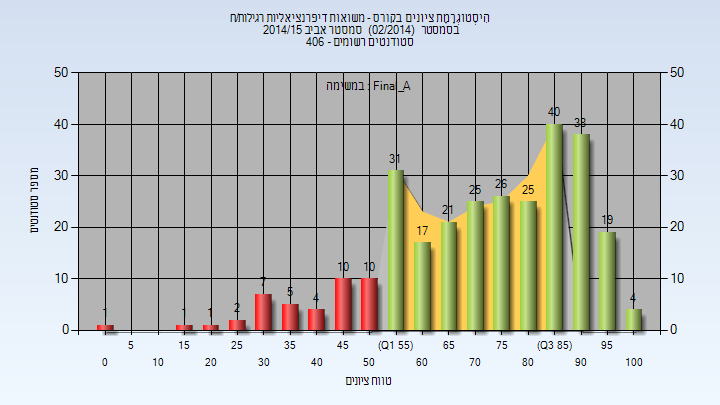 היסטוגרמת ציונים בקורס - משואות דיפרנציאליות רגילות/ח
בסמסטר (02/2014) סמסטר אביב 2014/15
סטודנטים רשומים - 406
במשימה : Final_A
מספר סטודנטים
50 50
40 40
30 30
20 20
10 10
0 0
1 1 1 2 7 5 4 10 10 31 17 21 25 26 25 40 38 19 4
5 15 25 35 45 (Q1 55) 65 75 (Q3 85) 95
0 10 20 30 40 50 60 70 80 90 100
טווח ציונים